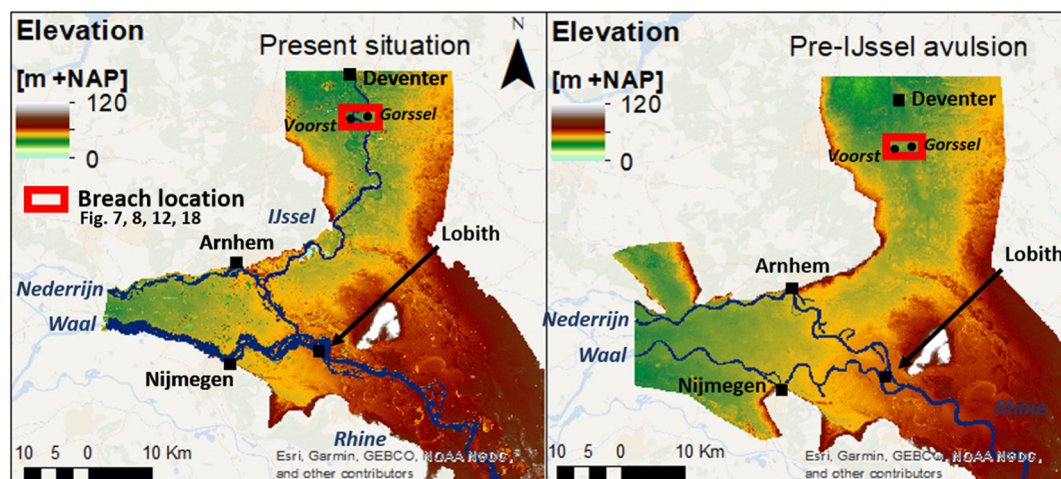 Elevation
Present situation
N
[m +NAP]
120
0
Deventer
Voorst
Gorssel
Breach location
Fig. 7, 8, 12, 18
IJssel
Lobith
Arnhem
Nederrijn
Waal
Nijmegen
Rhine
10 5 0 10 Km
Esri, Garmin, GEBCO, NOAA NGDC,
and other contributors
Elevation
Pre-IJssel avulsion
[m +NAP]
120
0
Deventer
Voorst
Gorssel
Lobith
Arnhem
Nederrijn
Waal
Nijmegen
Rhine
10 5 0 10 Km
Esri, Garmin, GEBCO, NOAA NGDC,
and other contributors